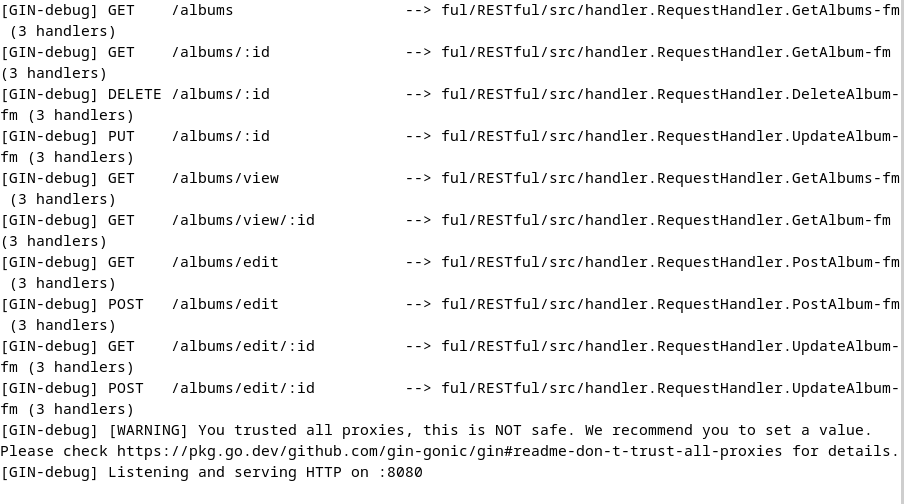 [GIN-debug] GET    /albums                   --> ful/RESTful/src/handler.RequestHandler.GetAlbums-fm
 (3 handlers)
[GIN-debug] GET    /albums/:id               --> ful/RESTful/src/handler.RequestHandler.GetAlbum-fm
(3 handlers)
[GIN-debug] DELETE /albums/:id               --> ful/RESTful/src/handler.RequestHandler.DeleteAlbum-
fm (3 handlers)
[GIN-debug] PUT    /albums/:id               --> ful/RESTful/src/handler.RequestHandler.UpdateAlbum-
fm (3 handlers)
[GIN-debug] GET    /albums/view              --> ful/RESTful/src/handler.RequestHandler.GetAlbums-fm
 (3 handlers)
[GIN-debug] GET    /albums/view/:id          --> ful/RESTful/src/handler.RequestHandler.GetAlbum-fm
(3 handlers)
[GIN-debug] GET    /albums/edit              --> ful/RESTful/src/handler.RequestHandler.PostAlbum-fm
 (3 handlers)
[GIN-debug] POST   /albums/edit              --> ful/RESTful/src/handler.RequestHandler.PostAlbum-fm
 (3 handlers)
[GIN-debug] GET    /albums/edit/:id          --> ful/RESTful/src/handler.RequestHandler.UpdateAlbum-
fm (3 handlers)
[GIN-debug] POST   /albums/edit/:id          --> ful/RESTful/src/handler.RequestHandler.UpdateAlbum-
fm (3 handlers)
[GIN-debug] [WARNING] You trusted all proxies, this is NOT safe. We recommend you to set a value.
Please check https://pkg.go.dev/github.com/gin-gonic/gin#readme-don-t-trust-all-proxies for details.
[GIN-debug] Listening and serving HTTP on :8080